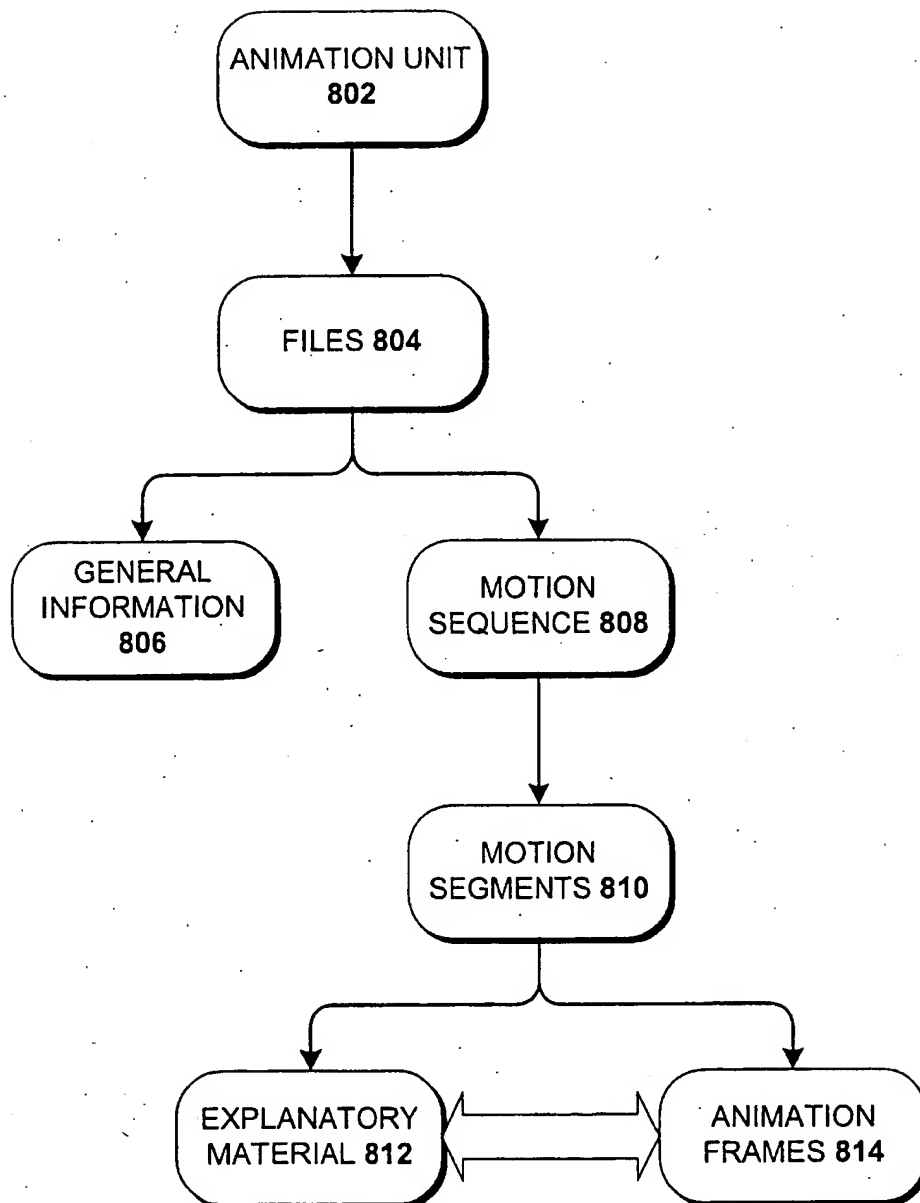 ANIMATION UNIT
802
FILES 804
GENERAL
INFORMATION
806
MOTION
SEQUENCE 808
MOTION
SEGMENTS 810
EXPLANATORY
MATERIAL 812
ANIMATION
FRAMES 814